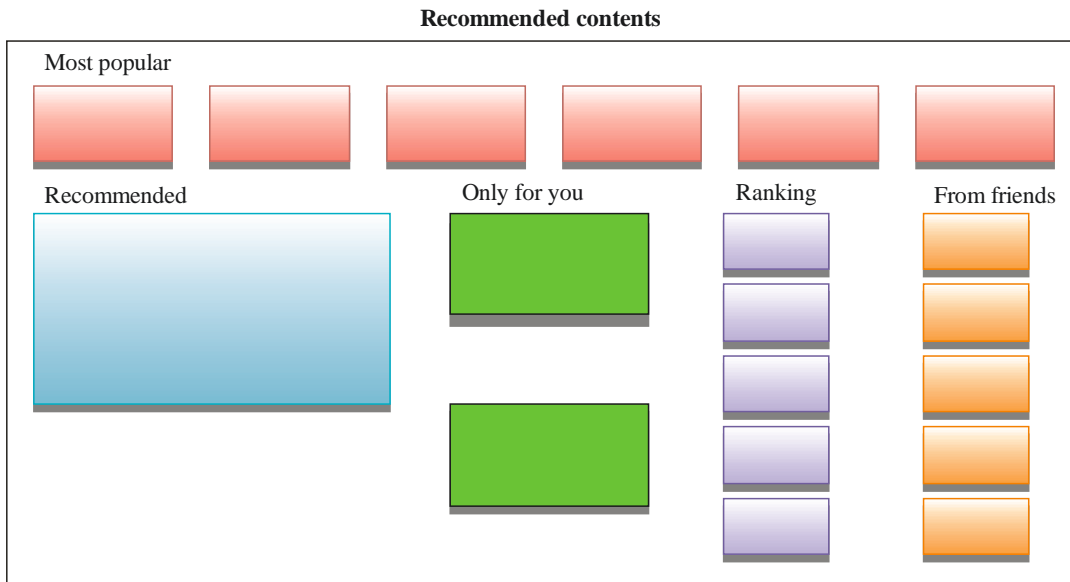 Recommended contents
Most popular
Recommended
Only for you
Ranking
From friends